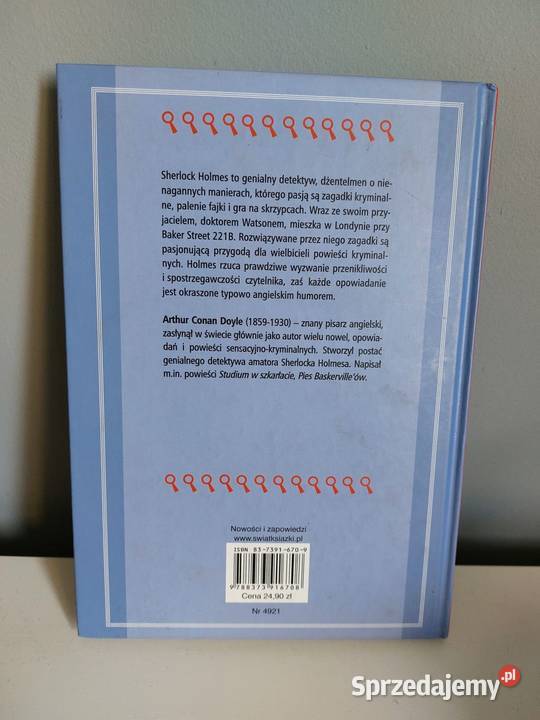 Sherlock Holmes to genialny detektyw, dżentelmen o nie-
nagannych manierach, którego pasją są zagadki kryminal-
ne, palenie fajki i gra na skrzypcach. Wraz ze swoim przy-
jacielem, doktorem Watsonem, mieszka w Londynie przy
Baker Street 221B. Rozwiązywane przez niego zagadki są
pasjonującą przygodą dla wielbicieli powieści kryminal-
nych. Holmes rzuca prawdziwe wyzwanie przenikliwości
i spostrzegawczości czytelnika, zaś każde opowiadanie
jest okraszone typowo angielskim humorem.
Arthur Conan Doyle (1859-1930) – znany pisarz angielski,
zasłynął w świecie głównie jako autor wielu nowel, opowia-
dań i powieści sensacyjno-kryminalnych. Stworzył postać
genialnego detektywa amatora Sherlocka Holmesa. Napisał
m.in. powieści Studium w szkarłacie, Pies Baskerville'ów.
Nowości i zapowiedzi
www.swiatksiazki.pl
ISBN 83-7391-670-9
9 788373 916708
Cena 24,90 zł
Nr 4921
Sprzedajemy.pl